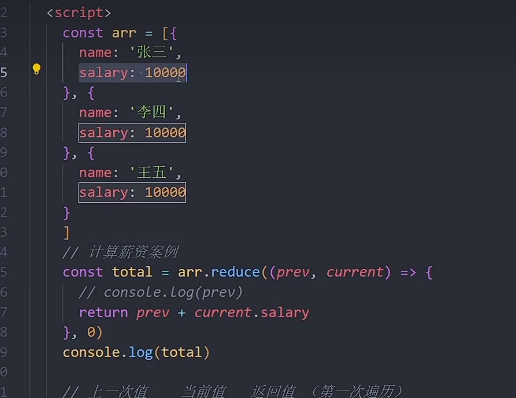 2 <script>
3 const arr = [{
4 name: '张三',
5 salary: 10000
6 }, {
7 name: '李四',
8 salary: 10000
9 }, {
0 name: '王五',
1 salary: 10000
2 }
3 ]
4 // 计算薪资案例
5 const total = arr.reduce((prev, current) => {
6 // console.log(prev)
7 return prev + current.salary
8 }, 0)
9 console.log(total)
0
1 // 上一次值 当前值 返回值 （第一次遍历）